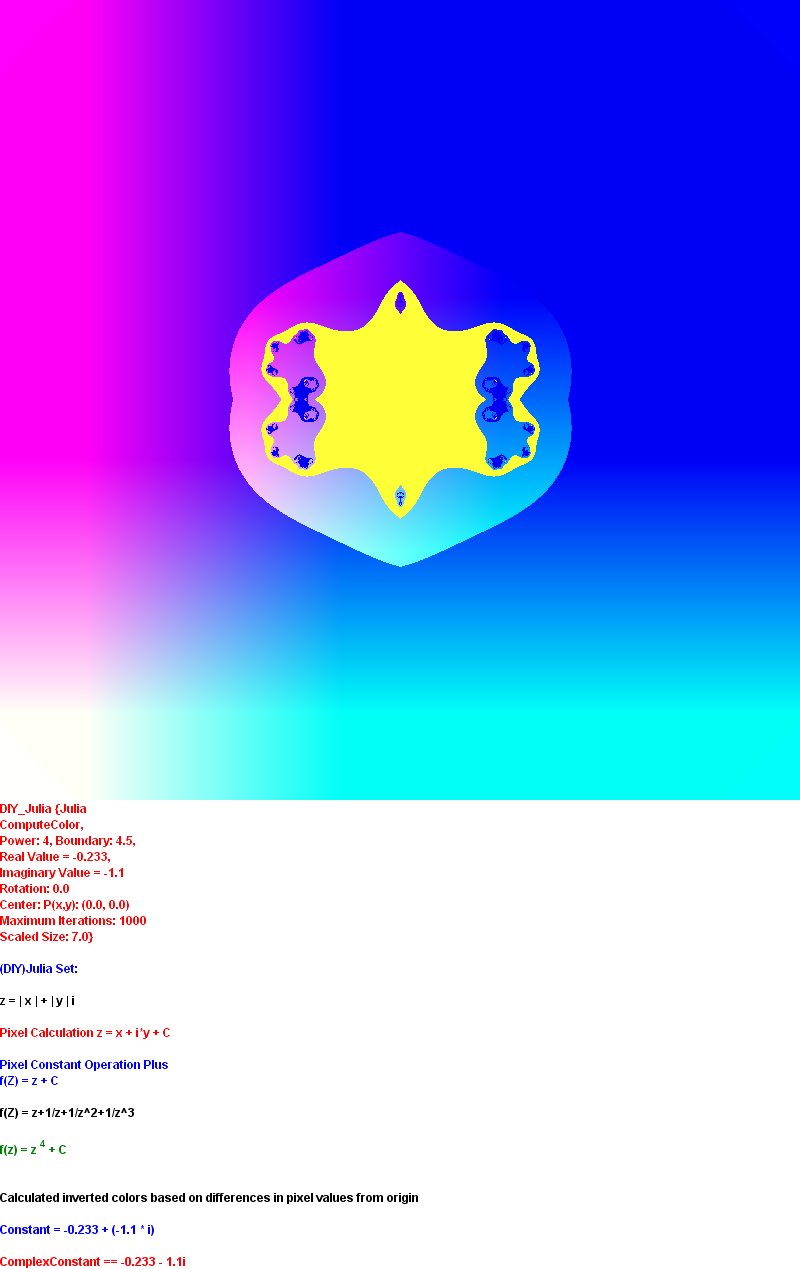 DIY_Julia {Julia
ComputeColor,
Power: 4, Boundary: 4.5,
Real Value = -0.233,
Imaginary Value = -1.1
Rotation: 0.0
Center: P(x,y): (0.0, 0.0)
Maximum Iterations: 1000
Scaled Size: 7.0}
(DIY)Julia Set:
z = | x | + | y | i
Pixel Calculation z = x + i*y + C
Pixel Constant Operation Plus
f(Z) = z + C
f(Z) = z+1/z+1/z^2+1/z^3
f(z) = z 4 + C
Calculated inverted colors based on differences in pixel values from origin
Constant = -0.233 + (-1.1 * i)
ComplexConstant == -0.233 - 1.1i